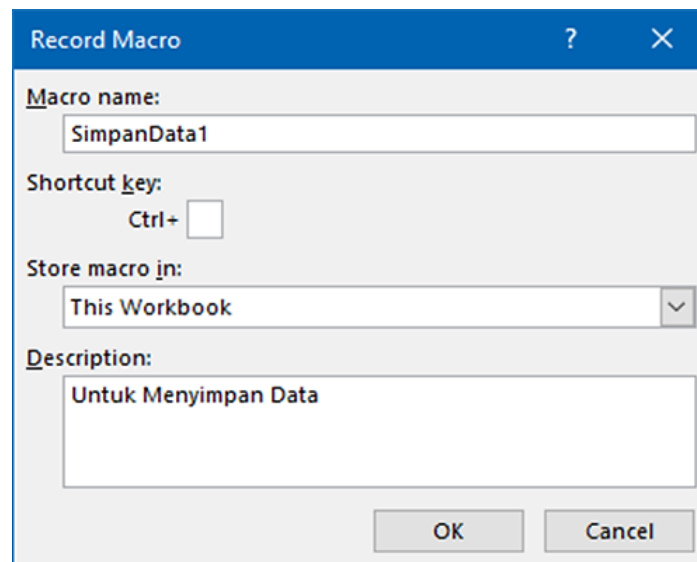 Record Macro ? ×
Macro name:
SimpanData1
Shortcut key:
Ctrl+
Store macro in:
This Workbook
Description:
Untuk Menyimpan Data
OK Cancel